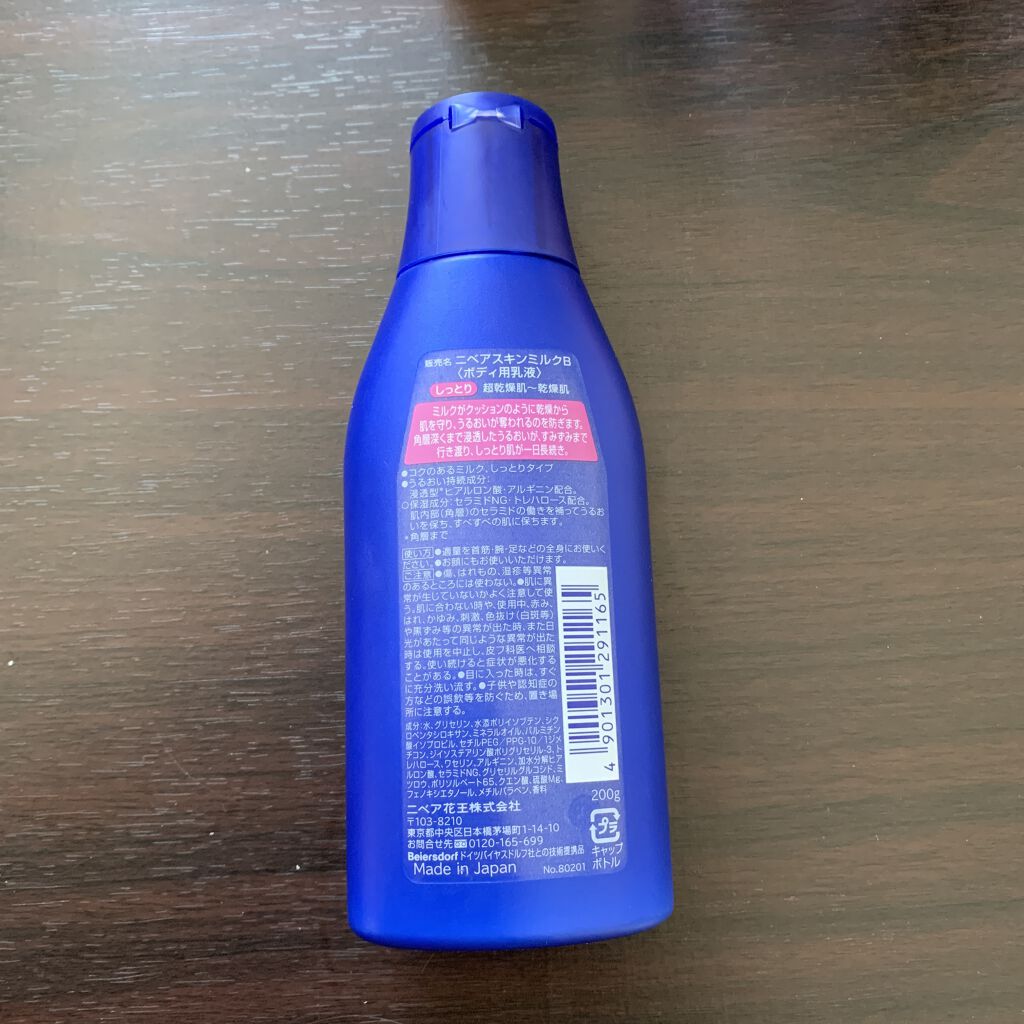 販売名 ニベアスキンミルクB
〈ボディ用乳液〉
しっとり 超乾燥肌〜乾燥肌
ミルクがクッションのように乾燥から
肌を守り、うるおいが奪われるのを防ぎます。
角層深くまで浸透したうるおいが、すみずみまで
行き渡り、しっとり肌が一日長続き。
●コクのあるミルク、しっとりタイプ
●うるおい持続成分:
浸透型*ヒアルロン酸・アルギニン配合。
○保湿成分:セラミドNG・トレハロース配合。
肌内部(角層)のセラミドの働きを補ってうるお
いを保ち、すべすべの肌に保ちます。
*角層まで
使い方 ●適量を首筋・腕・足などの全身にお使いく
ださい。●お顔にもお使いいただけます。
ご注意 ●傷、はれもの、湿疹等異常
のあるところには使わない。●肌に異
常が生じていないかよく注意して使
う。肌に合わない時や、使用中、赤み、
はれ、かゆみ、刺激、色抜け(白斑等)
や黒ずみ等の異常が出た時、また日
光があたって同じような異常が出た
時は使用を中止し、皮フ科医へ相談
する。使い続けると症状が悪化する
ことがある。●目に入った時は、すぐ
に充分洗い流す。●子供や認知症の
方などの誤飲等を防ぐため、置き場
所に注意する。
成分:水、グリセリン、水添ポリイソブテン、シク
ロペンタシロキサン、ミネラルオイル、パルミチン
酸イソプロピル、セチルPEG/PPG-10/1ジメ
チコン、ジイソステアリン酸ポリグリセリル-3、ト
レハロース、ワセリン、アルギニン、加水分解ヒア
ルロン酸、セラミドNG、グリセリルグルコシド、ミ
ツロウ、ポリソルベート65、クエン酸、硫酸Mg、
フェノキシエタノール、メチルパラベン、香料
4 901301 291165
200g
ニベア花王株式会社
〒103-8210
東京都中央区日本橋茅場町1-14-10
お問合せ先 0120-165-699
Beiersdorf ドイツバイヤスドルフ社との技術提携品
Made in Japan No.80201
プラ
キャップ
ボトル